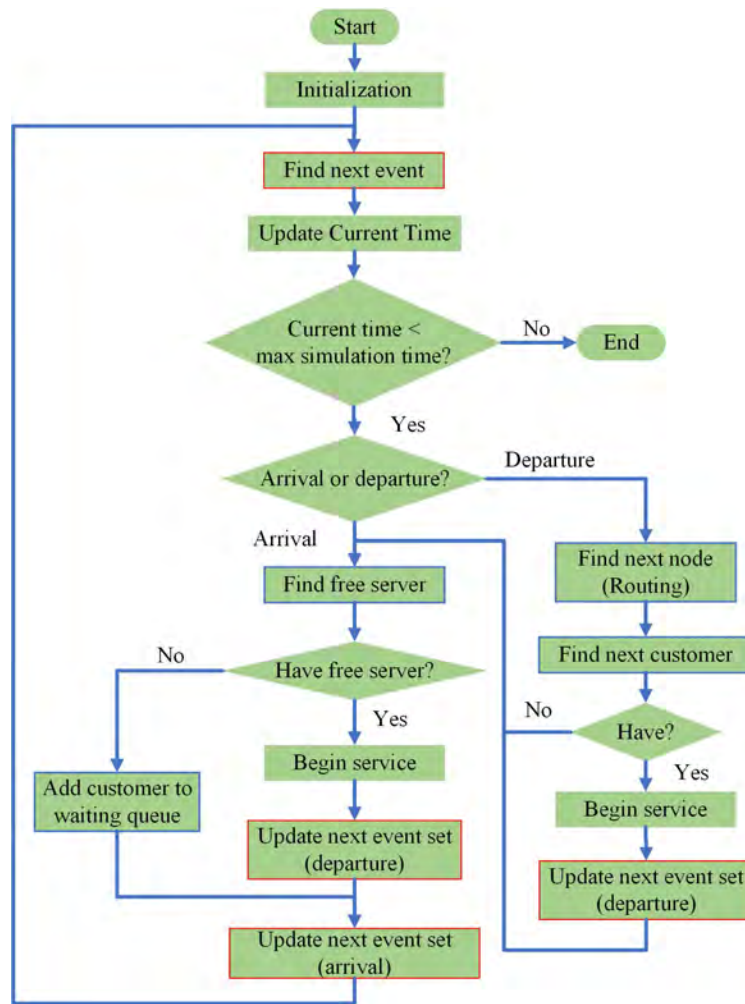 Start
Initialization
Find next event
Update Current Time
Current time <
max simulation time?
No
End
Yes
Arrival or departure?
Departure
Arrival
Find free server
Find next node
(Routing)
No
Have free server?
Find next customer
Yes
No
Have?
Begin service
Yes
Add customer to
waiting queue
Begin service
Update next event set
(departure)
Update next event set
(departure)
Update next event set
(arrival)